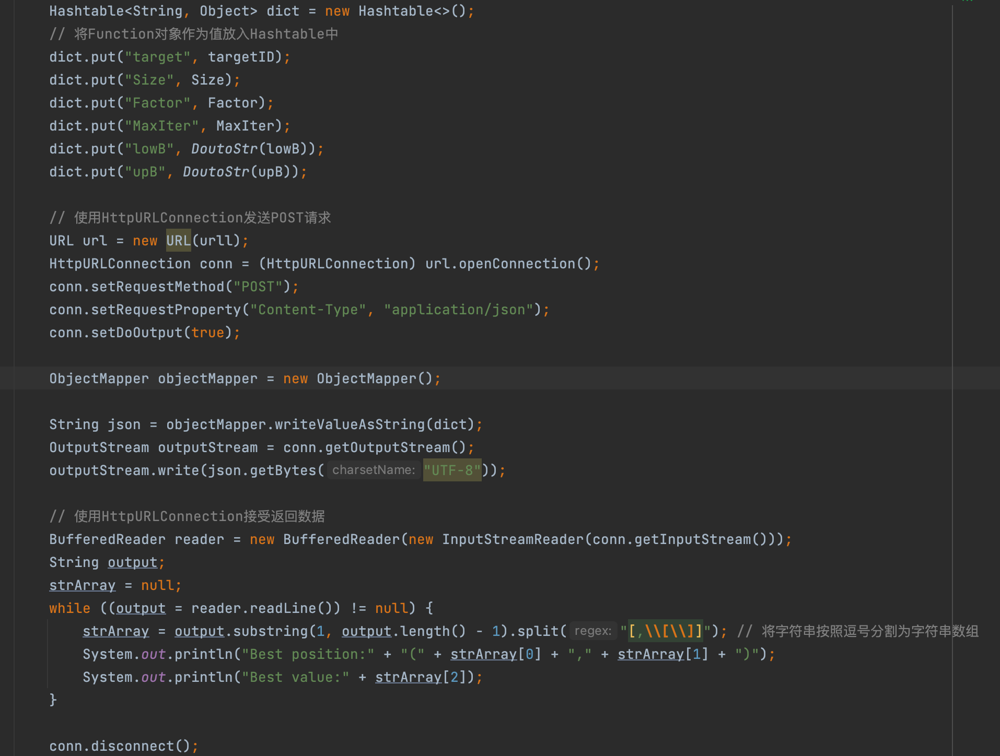 Hashtable<String, Object> dict = new Hashtable<>();
// 将Function对象作为值放入Hashtable中
dict.put("target", targetID);
dict.put("Size", Size);
dict.put("Factor", Factor);
dict.put("MaxIter", MaxIter);
dict.put("lowB", DoutoStr(lowB));
dict.put("upB", DoutoStr(upB));
// 使用HttpURLConnection发送POST请求
URL url = new URL(urll);
HttpURLConnection conn = (HttpURLConnection) url.openConnection();
conn.setRequestMethod("POST");
conn.setRequestProperty("Content-Type", "application/json");
conn.setDoOutput(true);
ObjectMapper objectMapper = new ObjectMapper();
String json = objectMapper.writeValueAsString(dict);
OutputStream outputStream = conn.getOutputStream();
outputStream.write(json.getBytes( charsetName: "UTF-8"));
// 使用HttpURLConnection接受返回数据
BufferedReader reader = new BufferedReader(new InputStreamReader(conn.getInputStream()));
String output;
strArray = null;
while ((output = reader.readLine()) != null) {
strArray = output.substring(1, output.length() - 1).split( regex: "[,\\[\\]]"); // 将字符串按照逗号分割为字符串数组
System.out.println("Best position:" + "(" + strArray[0] + "," + strArray[1] + ")");
System.out.println("Best value:" + strArray[2]);
}
conn.disconnect();